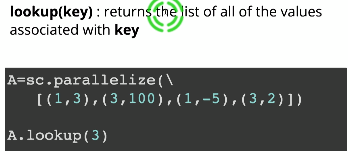 lookup(key) : returns the list of all of the values
associated with key
A=sc.parallelize(\
[(1,3),(3,100),(1,-5),(3,2)])
A.lookup(3)